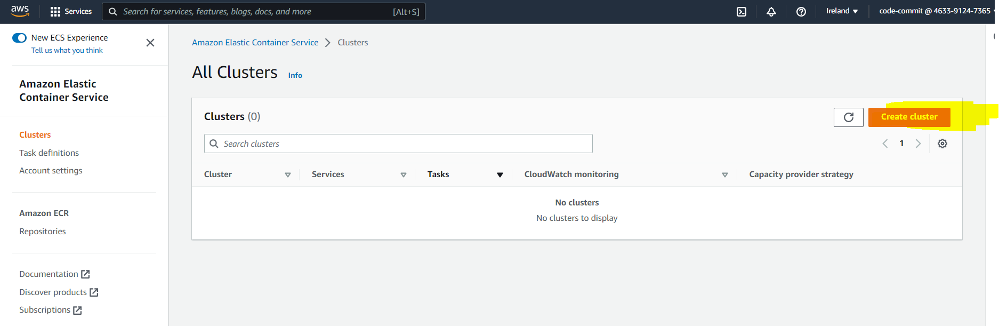 aws
Services
Search for services, features, blogs, docs, and more
[Alt+S]
Ireland
code-commit @ 4633-9124-7365
New ECS Experience
Tell us what you think
Amazon Elastic
Container Service
Clusters
Task definitions
Account settings
Amazon ECR
Repositories
Documentation
Discover products
Subscriptions
Amazon Elastic Container Service
Clusters
All Clusters
Info
Clusters (0)
Create cluster
Search clusters
1
Cluster
Services
Tasks
CloudWatch monitoring
Capacity provider strategy
No clusters
No clusters to display